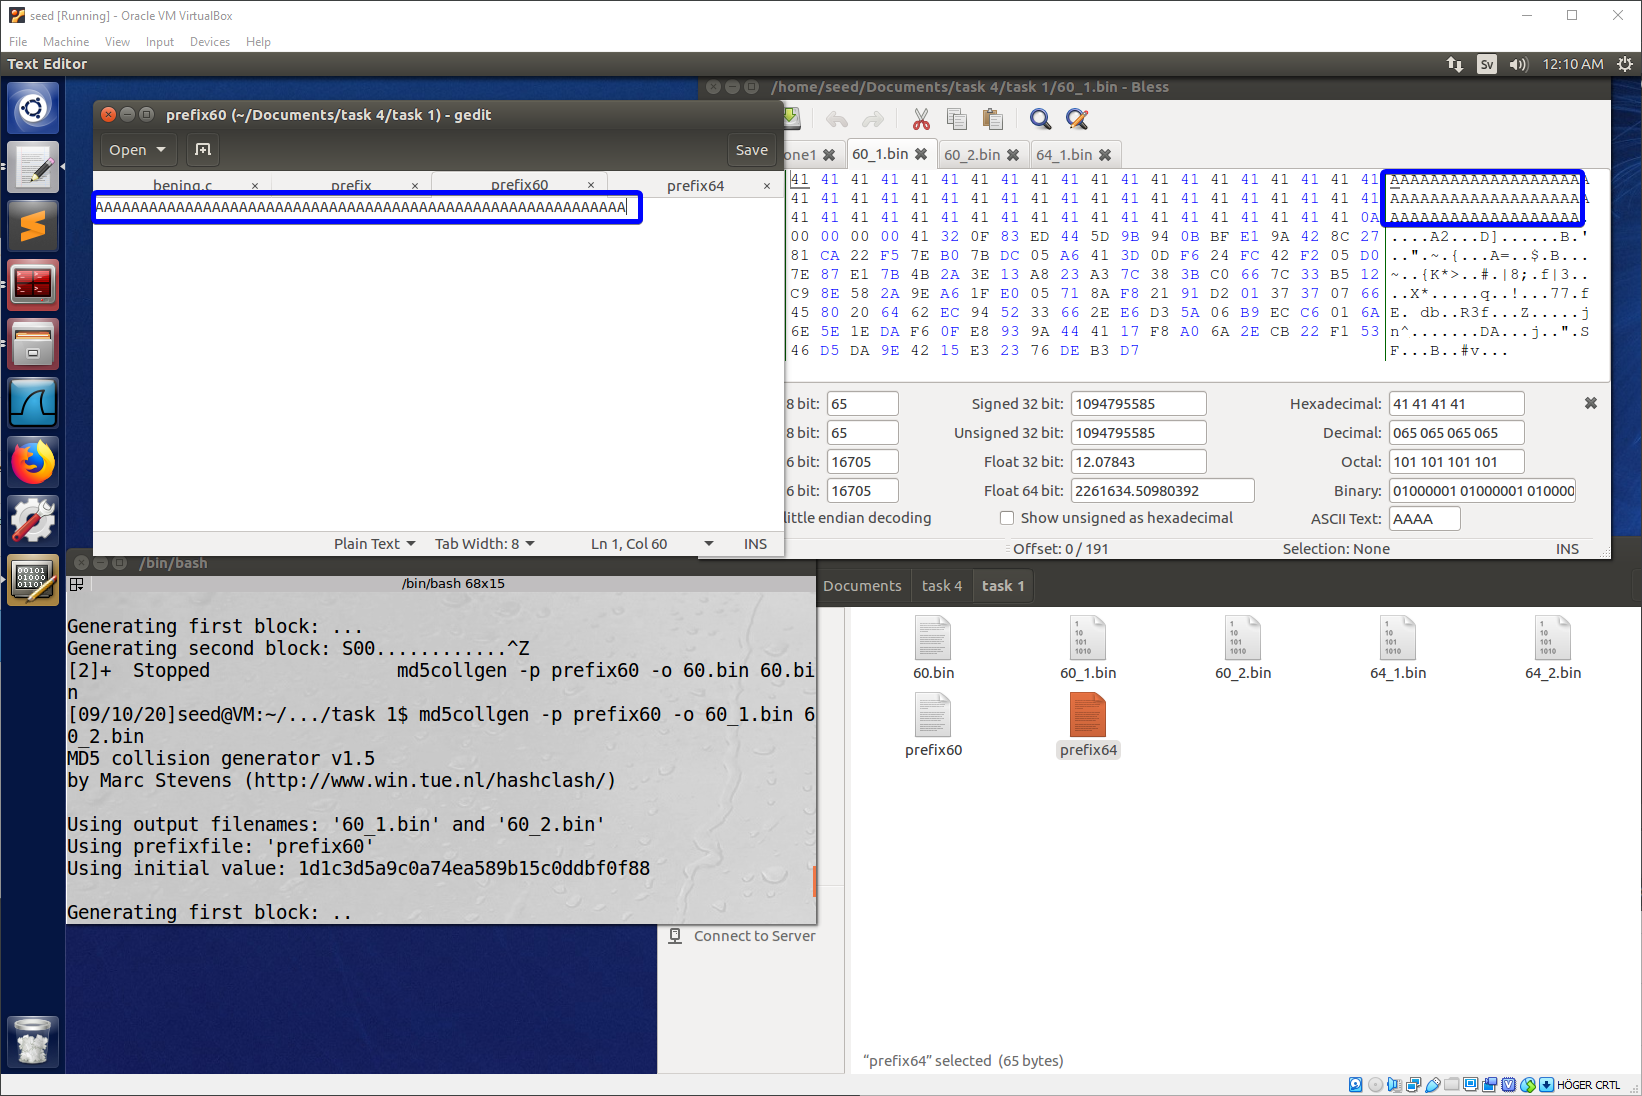 seed [Running] - Oracle VM VirtualBox
File Machine View Input Devices Help
Text Editor
Sv
12:10 AM
/home/seed/Documents/task 4/task 1/60_1.bin - Bless
prefix60 (~/Documents/task 4/task 1) - gedit
Open
Save
one1 60_1.bin 60_2.bin 64_1.bin
bening.c prefix prefix60 prefix64
AAAAAAAAAAAAAAAAAAAAAAAAAAAAAAAAAAAAAAAAAAAAAAAAAAAAAAAAAAA
41 41 41 41 41 41 41 41 41 41 41 41 41 41 41 41 41 41 41 41 AAAAAAAAAAAAAAAAAAAA
41 41 41 41 41 41 41 41 41 41 41 41 41 41 41 41 41 41 41 41 AAAAAAAAAAAAAAAAAAAA
41 41 41 41 41 41 41 41 41 41 41 41 41 41 41 41 41 41 41 0A AAAAAAAAAAAAAAAAAAA.
00 00 00 00 41 32 0F 83 ED 44 5D 9B 94 0B BF E1 9A 42 8C 27 ....A2...D]......B.'
81 CA 22 F5 7E B0 7B DC 05 A6 41 3D 0D F6 24 FC 42 F2 05 D0 ..".~.{...A=..$.B...
7E 87 E1 7B 4B 2A 3E 13 A8 23 A3 7C 38 3B C0 66 7C 33 B5 12 ~..{K*>..#.|8;.f|3..
C9 8E 58 2A 9E A6 1F E0 05 71 8A F8 21 91 D2 01 37 37 07 66 ..X*.....q..!...77.f
45 80 20 64 62 EC 94 52 33 66 2E E6 D3 5A 06 B9 EC C6 01 6A E. db..R3f...Z.....j
6E 5E 1E DA F6 0F E8 93 9A 44 41 17 F8 A0 6A 2E CB 22 F1 53 n^.......DA...j..".S
46 D5 DA 9E 42 15 E3 23 76 DE B3 D7 F...B..#v...
8 bit: 65 Signed 32 bit: 1094795585 Hexadecimal: 41 41 41 41
8 bit: 65 Unsigned 32 bit: 1094795585 Decimal: 065 065 065 065
6 bit: 16705 Float 32 bit: 12.07843 Octal: 101 101 101 101
6 bit: 16705 Float 64 bit: 2261634.50980392 Binary: 01000001 01000001 010000
little endian decoding Show unsigned as hexadecimal ASCII Text: AAAA
Offset: 0 / 191 Selection: None INS
Plain Text Tab Width: 8 Ln 1, Col 60 INS
/bin/bash
/bin/bash 68x15
Generating first block: ...
Generating second block: S00............^Z
[2]+  Stopped                 md5collgen -p prefix60 -o 60.bin 60.bi
n
[09/10/20]seed@VM:~/.../task 1$ md5collgen -p prefix60 -o 60_1.bin 6
0_2.bin
MD5 collision generator v1.5
by Marc Stevens (http://www.win.tue.nl/hashclash/)
Using output filenames: '60_1.bin' and '60_2.bin'
Using prefixfile: 'prefix60'
Using initial value: 1d1c3d5a9c0a74ea589b15c0ddbf0f88
Generating first block: ..
Documents task 4 task 1
60.bin 60_1.bin 60_2.bin 64_1.bin 64_2.bin
prefix60 prefix64
Connect to Server
“prefix64” selected (65 bytes)
HÖGER CRTL